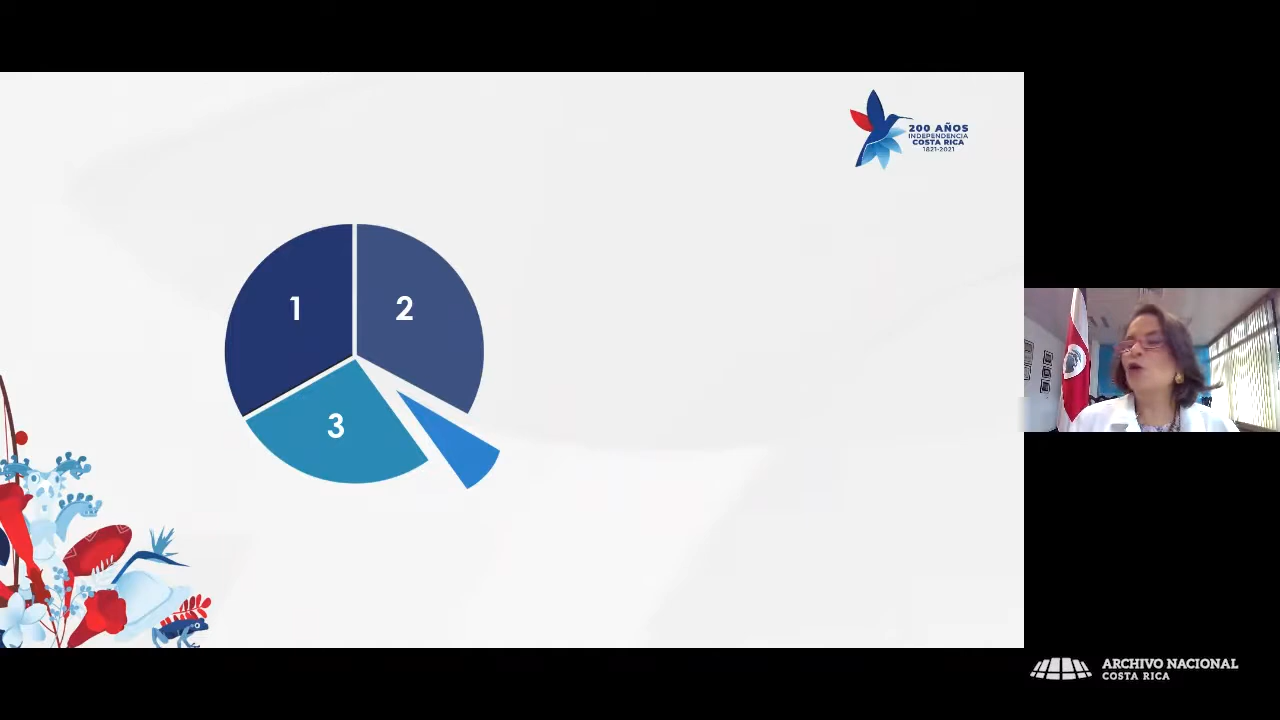 200 AÑOS
INDEPENDENCIA
COSTA RICA
1821-2021
1
2
3
ARCHIVO NACIONAL
COSTA RICA